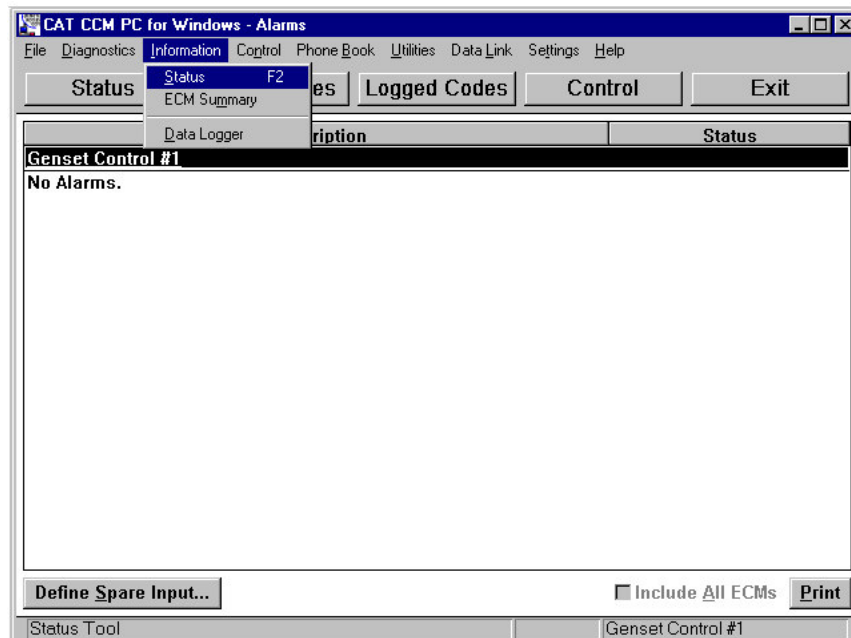 CAT CCM PC for Windows - Alarms
File Diagnostics Information Control Phone Book Utilities Data Link Settings Help
Status Logged Codes Control Exit
Status F2
ECM Summary
Data Logger
Status
Genset Control #1
No Alarms.
Define Spare Input... Include All ECMs Print
Status Tool Genset Control #1